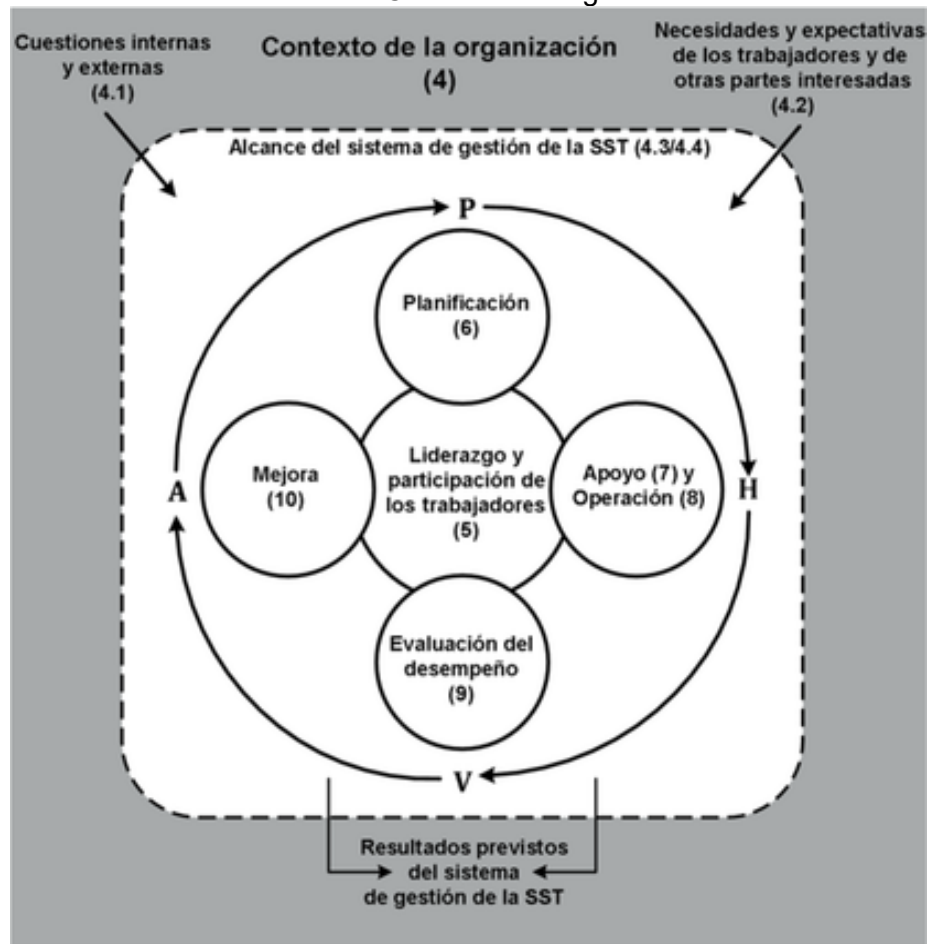 Cuestiones internas
y externas
(4.1)
Contexto de la organización
(4)
Necesidades y expectativas
de los trabajadores y de
otras partes interesadas
(4.2)
Alcance del sistema de gestión de la SST (4.3/4.4)
P
Planificación
(6)
Mejora
(10)
Liderazgo y
participación de
los trabajadores
(5)
Apoyo (7) y
Operación (8)
A
H
Evaluación del
desempeño
(9)
V
Resultados previstos
del sistema
de gestión de la SST